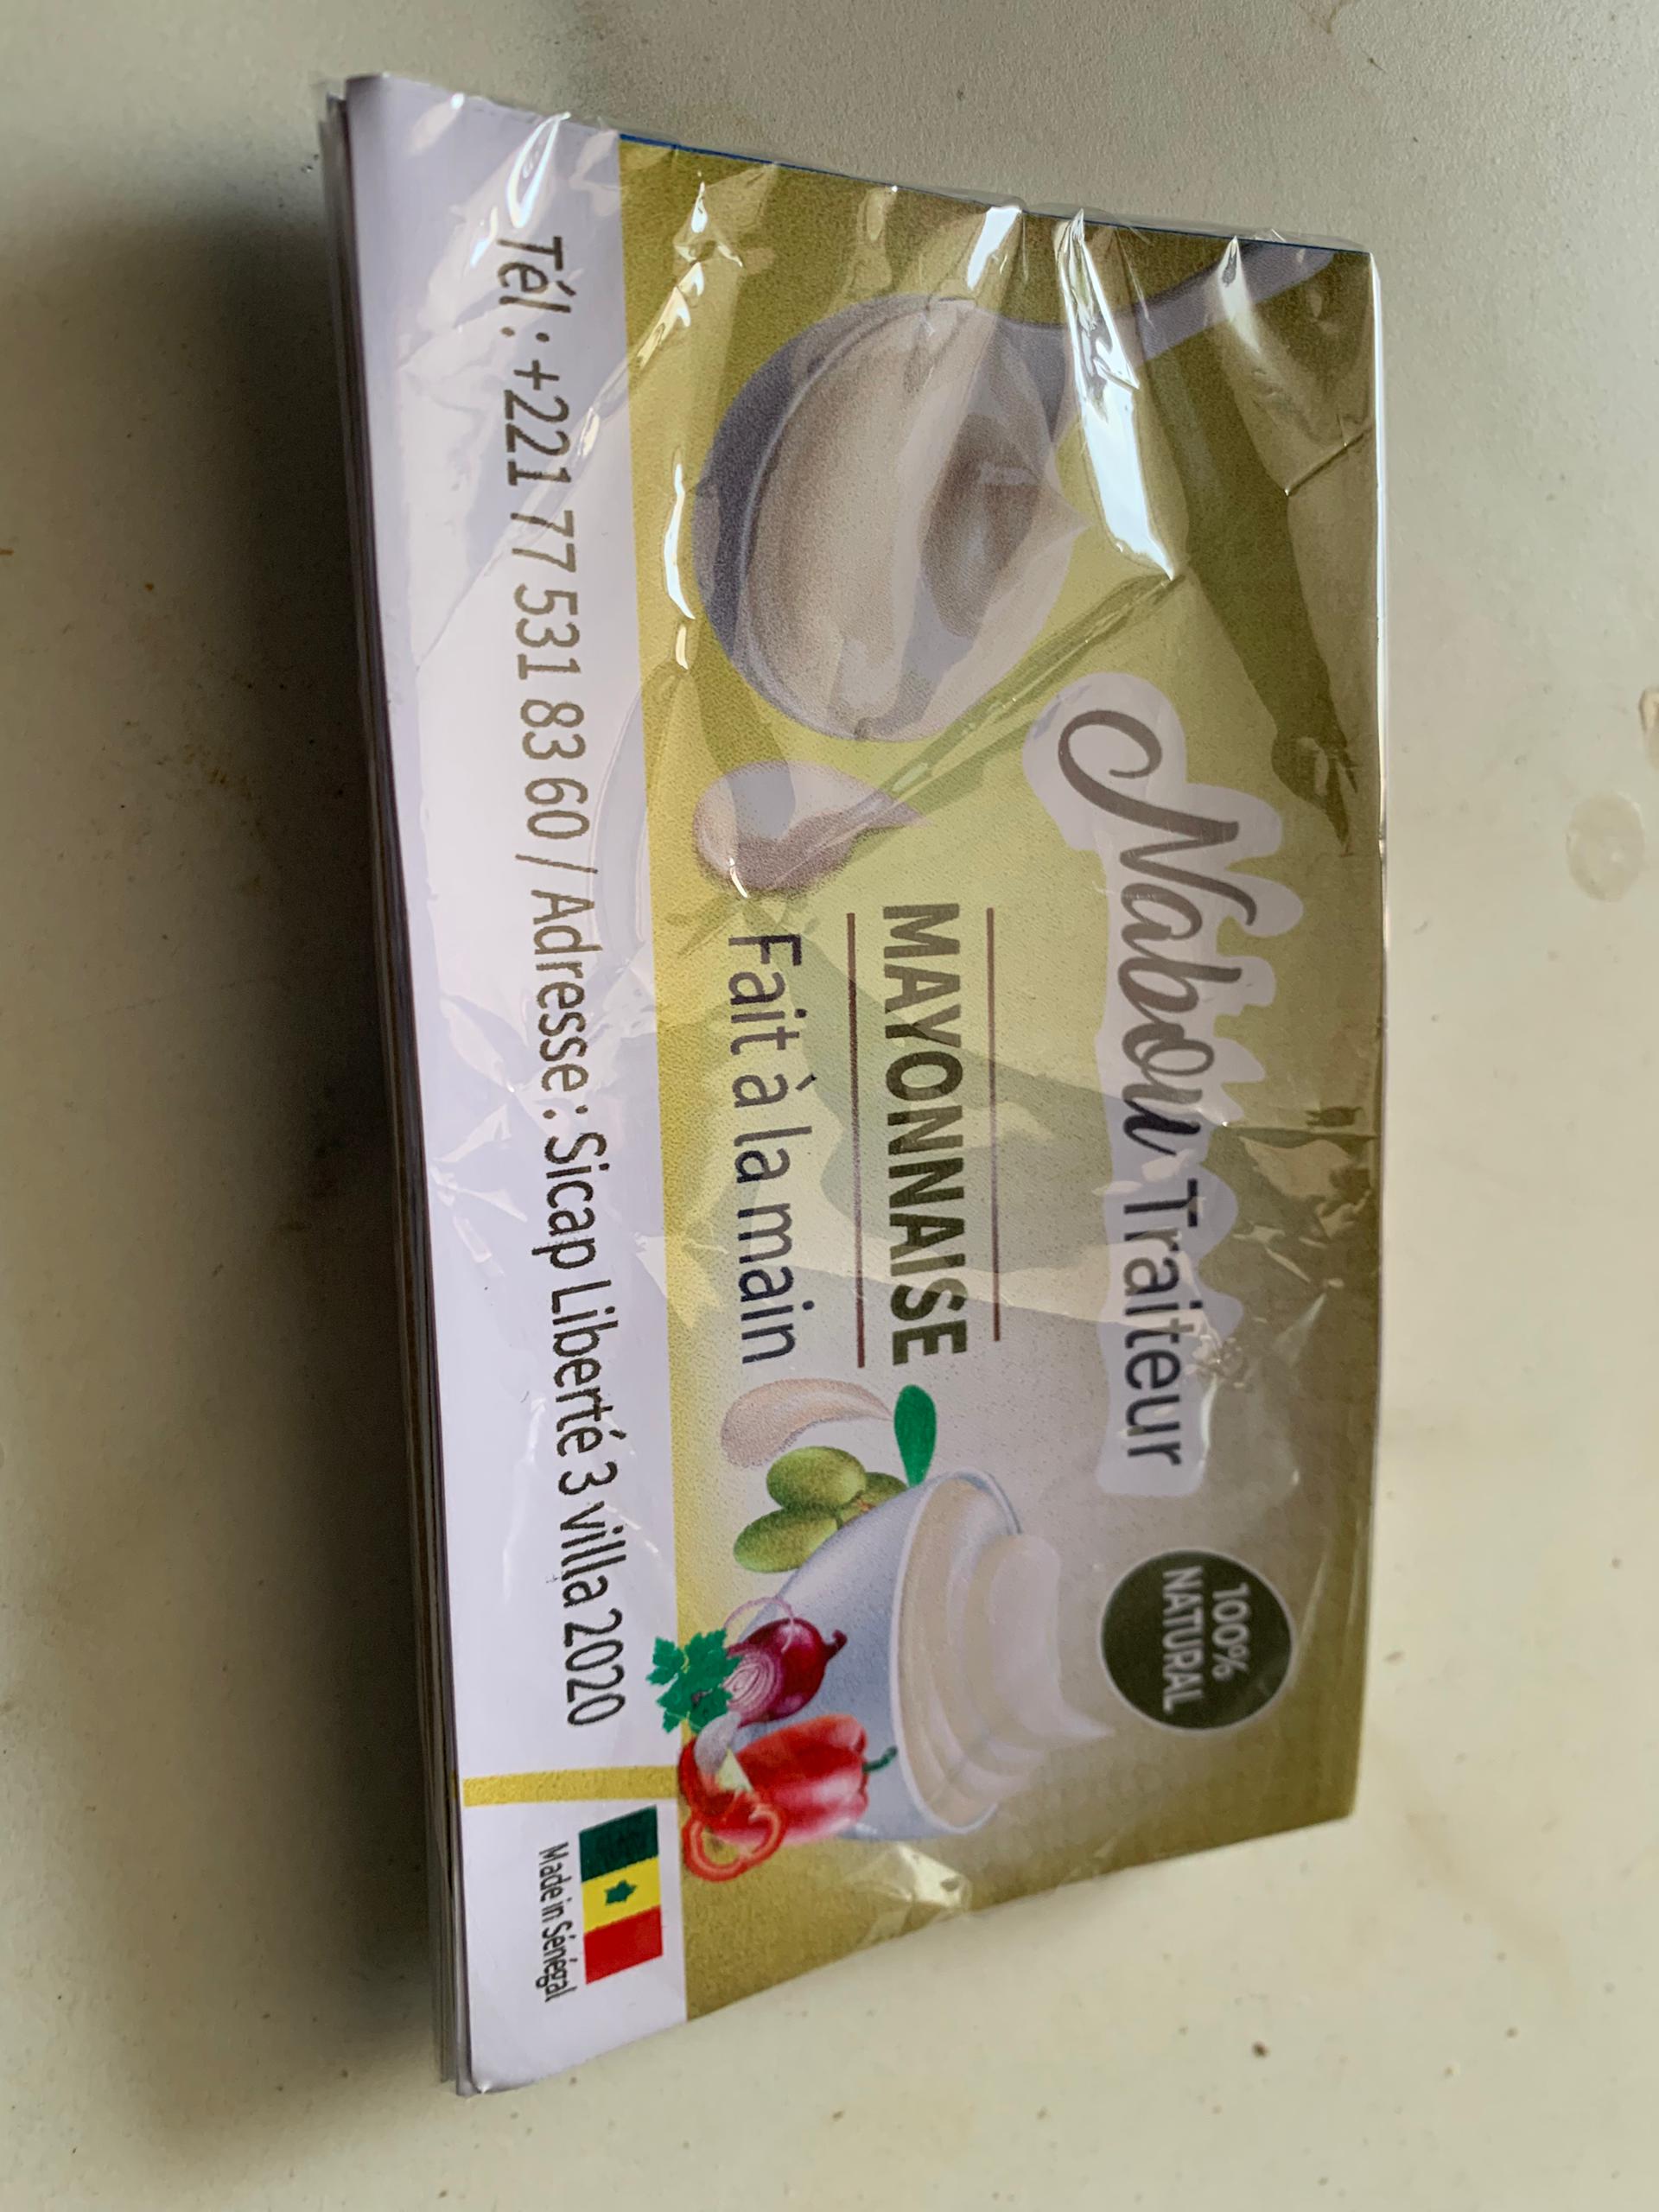 Nabou Traiteur
100%
NATURAL
MAYONNAISE
Fait à la main
Tél : +221 77 531 83 60 / Adresse : Sicap Liberté 3 villa 2020
Made in Sénégal